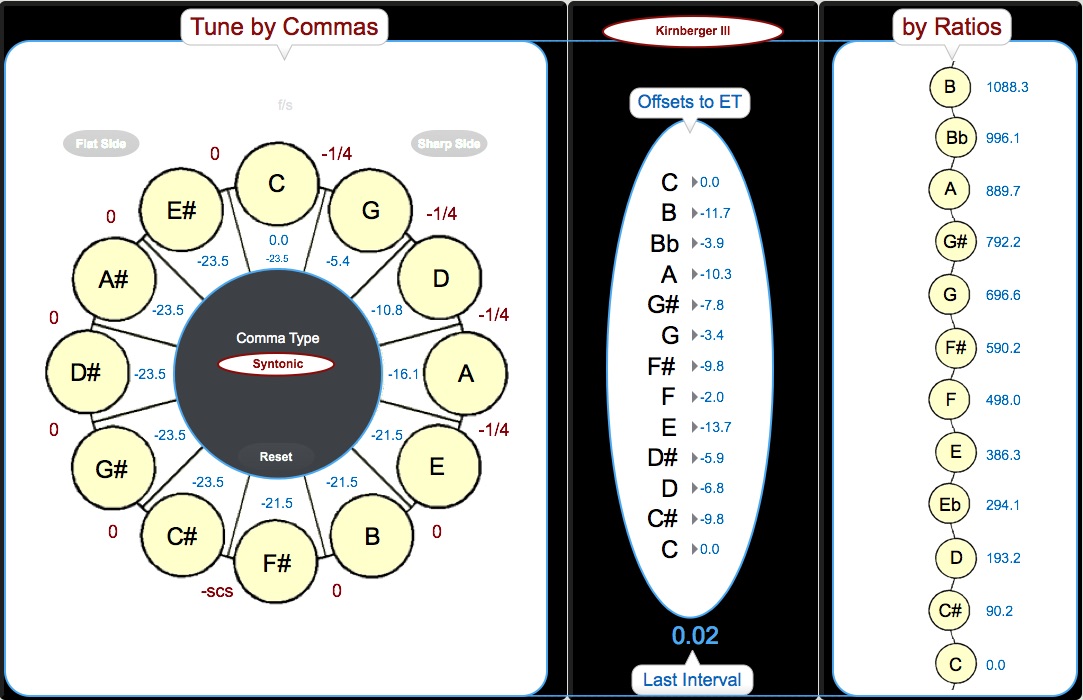 Tune by Commas
f/s
Flat Side
Sharp Side
0
C
-1/4
E#
G
0
0.0
-1/4
-23.5
-23.5
-5.4
A#
D
-23.5
-10.8
0
-1/4
Comma Type
D#
-23.5
Syntonic
-16.1
A
0
-1/4
-23.5
-21.5
G#
Reset
E
-23.5
-21.5
-21.5
0
0
C#
B
F#
-scs
0
Kirnberger III
Offsets to ET
C 0.0
B -11.7
Bb -3.9
A -10.3
G# -7.8
G -3.4
F# -9.8
F -2.0
E -13.7
D# -5.9
D -6.8
C# -9.8
C 0.0
0.02
Last Interval
by Ratios
B 1088.3
Bb 996.1
A 889.7
G# 792.2
G 696.6
F# 590.2
F 498.0
E 386.3
Eb 294.1
D 193.2
C# 90.2
C 0.0